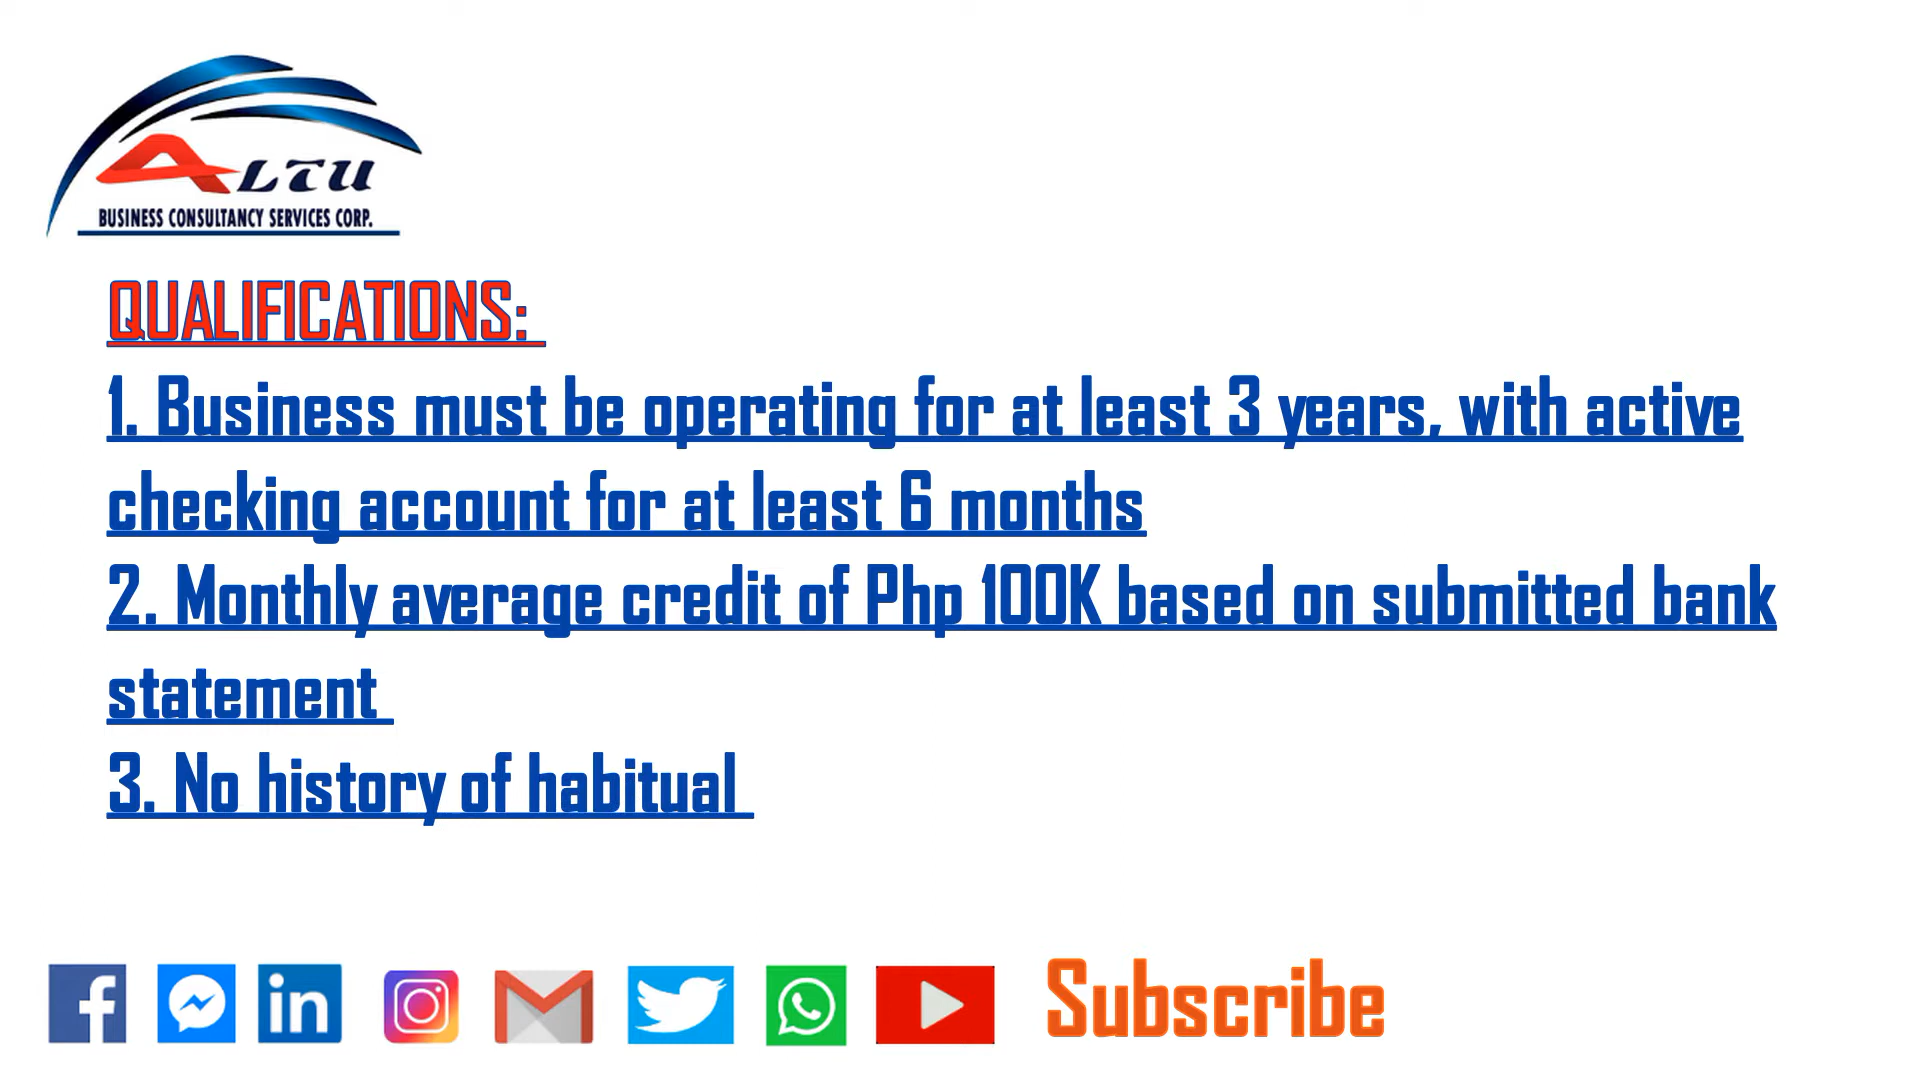 ALTU
BUSINESS CONSULTANCY SERVICES CORP.
QUALIFICATIONS:
1. Business must be operating for at least 3 years, with active
checking account for at least 6 months
2. Monthly average credit of Php 100K based on submitted bank
statement
3. No history of habitual
Subscribe